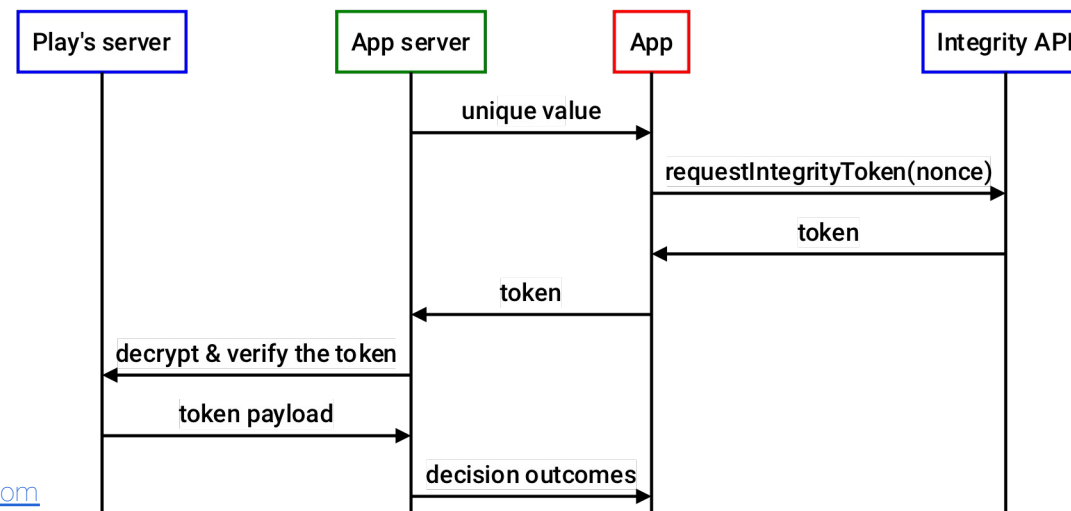 Play's server
App server
App
Integrity API
unique value
requestIntegrityToken(nonce)
token
token
decrypt & verify the token
token payload
decision outcomes
om